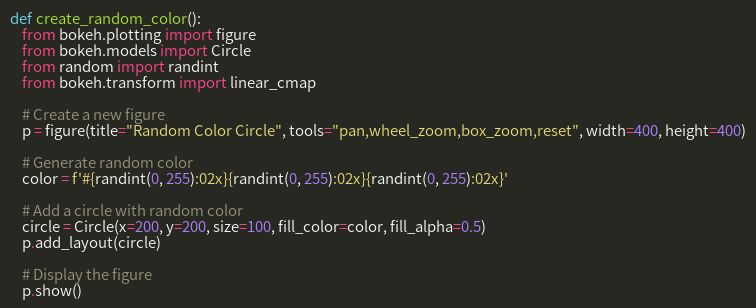 def create_random_color():
    from bokeh.plotting import figure
    from bokeh.models import Circle
    from random import randint
    from bokeh.transform import linear_cmap

    # Create a new figure
    p = figure(title="Random Color Circle", tools="pan,wheel_zoom,box_zoom,reset", width=400, height=400)

    # Generate random color
    color = f'#{randint(0, 255):02x}{randint(0, 255):02x}{randint(0, 255):02x}'

    # Add a circle with random color
    circle = Circle(x=200, y=200, size=100, fill_color=color, fill_alpha=0.5)
    p.add_layout(circle)

    # Display the figure
    p.show()